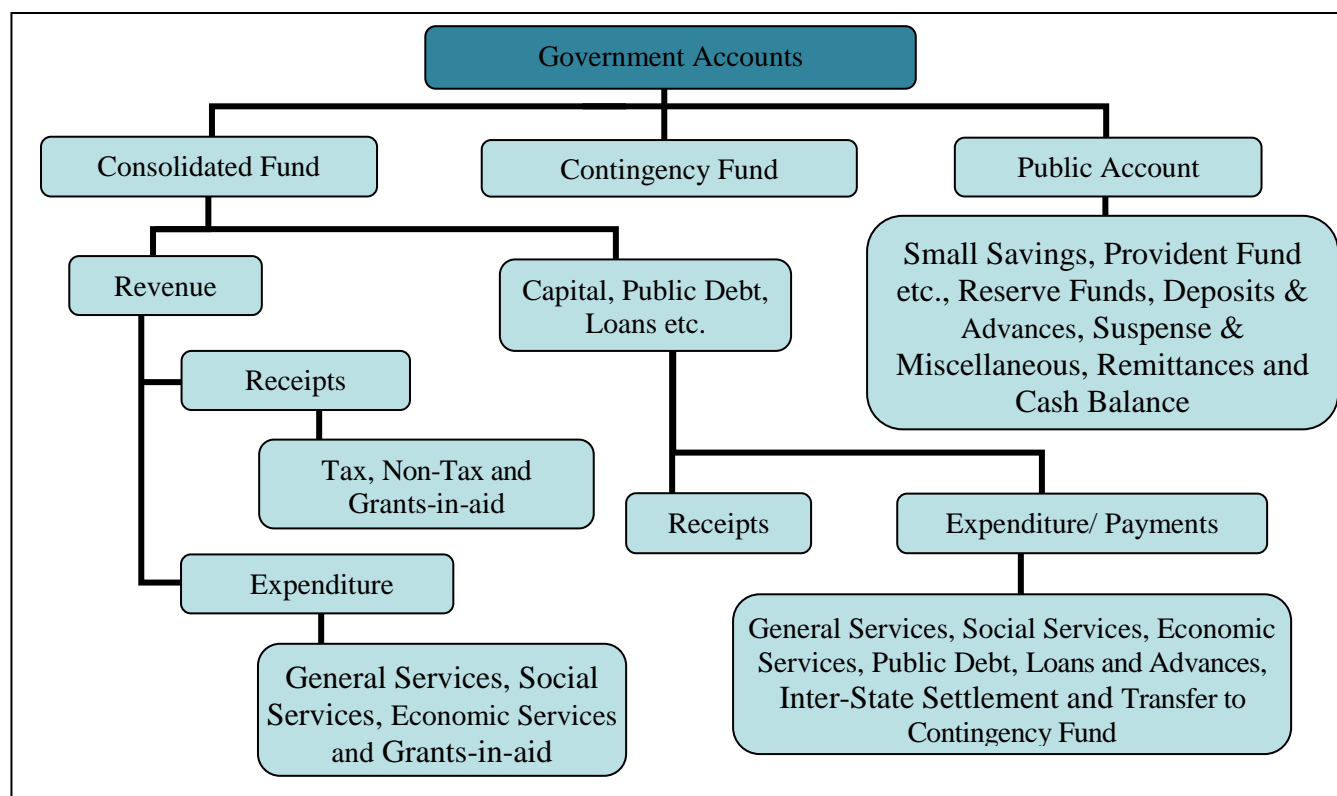 Government Accounts
Consolidated Fund
Contingency Fund
Public Account
Small Savings, Provident Fund
etc., Reserve Funds, Deposits &
Advances, Suspense &
Miscellaneous, Remittances and
Cash Balance
Revenue
Capital, Public Debt,
Loans etc.
Receipts
Tax, Non-Tax and
Grants-in-aid
Receipts
Expenditure/ Payments
Expenditure
General Services, Social
Services, Economic Services
and Grants-in-aid
General Services, Social Services, Economic
Services, Public Debt, Loans and Advances,
Inter-State Settlement and Transfer to
Contingency Fund